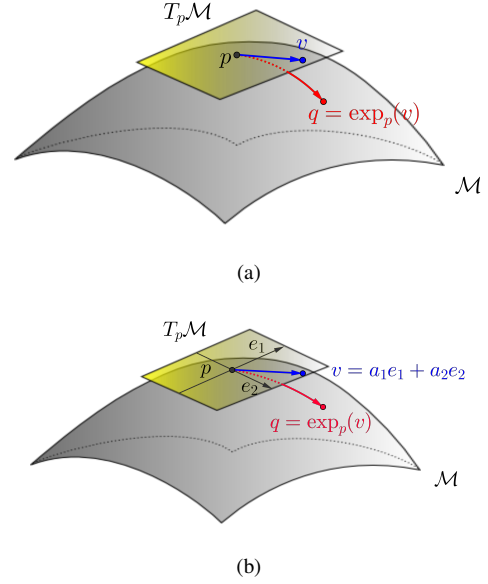 T_pM
p
v
q = exp_p(v)
M
(a)
T_pM
e_1
p
v = a_1e_1 + a_2e_2
e_2
q = exp_p(v)
M
(b)